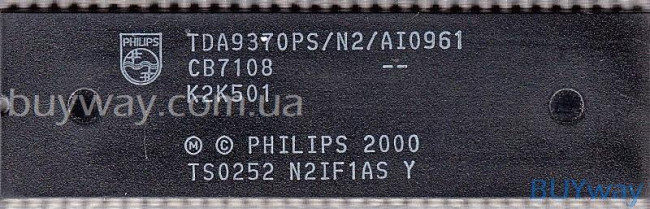 PHILIPS
TDA9370PS/N2/AI0961
CB7108 --
K2K501
buyway.com.ua
Ⓜ © PHILIPS 2000
TS0252 N2IF1AS Y
BUYway